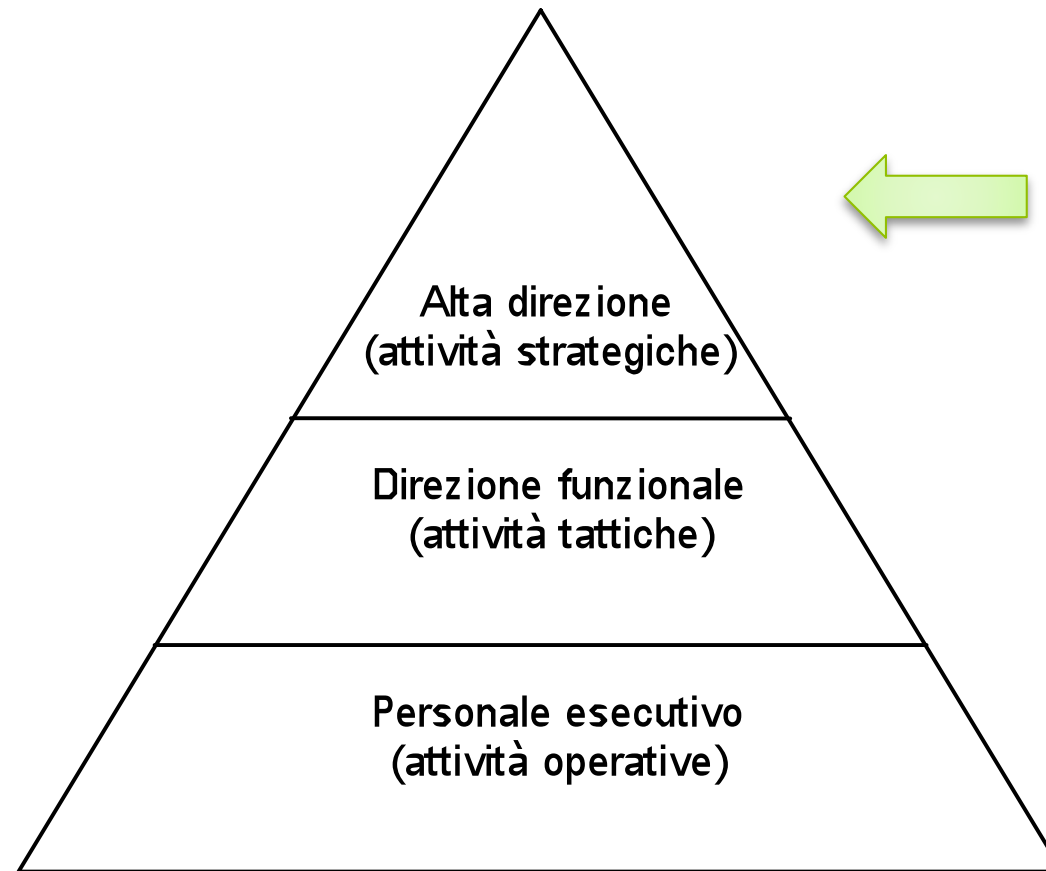 Alta direzione
(attività strategiche)
Direzione funzionale
(attività tattiche)
Personale esecutivo
(attività operative)